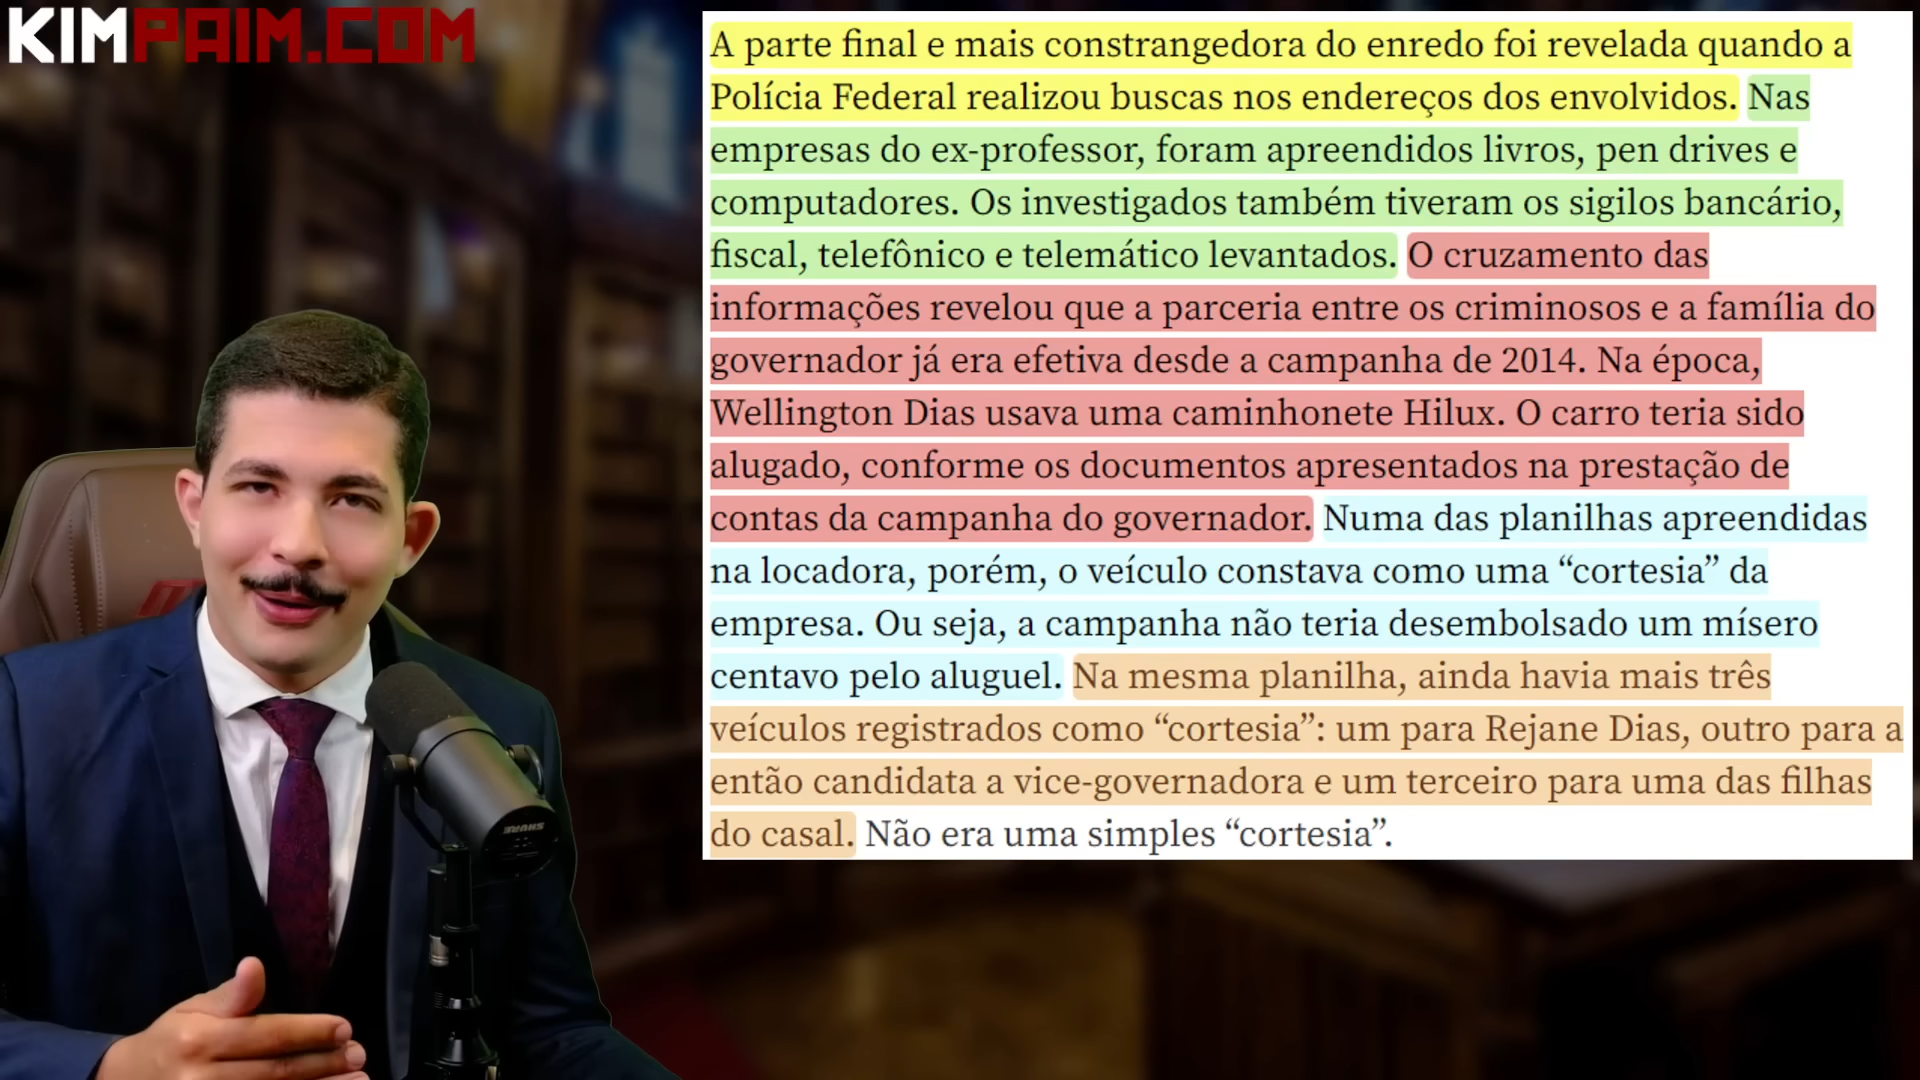 KIMPAIM.COM
A parte final e mais constrangedora do enredo foi revelada quando a
Polícia Federal realizou buscas nos endereços dos envolvidos. Nas
empresas do ex-professor, foram apreendidos livros, pen drives e
computadores. Os investigados também tiveram os sigilos bancário,
fiscal, telefônico e telemático levantados. O cruzamento das
informações revelou que a parceria entre os criminosos e a família do
governador já era efetiva desde a campanha de 2014. Na época,
Wellington Dias usava uma caminhonete Hilux. O carro teria sido
alugado, conforme os documentos apresentados na prestação de
contas da campanha do governador. Numa das planilhas apreendidas
na locadora, porém, o veículo constava como uma “cortesia” da
empresa. Ou seja, a campanha não teria desembolsado um mísero
centavo pelo aluguel. Na mesma planilha, ainda havia mais três
veículos registrados como “cortesia”: um para Rejane Dias, outro para a
então candidata a vice-governadora e um terceiro para uma das filhas
do casal. Não era uma simples “cortesia”.
SHURE